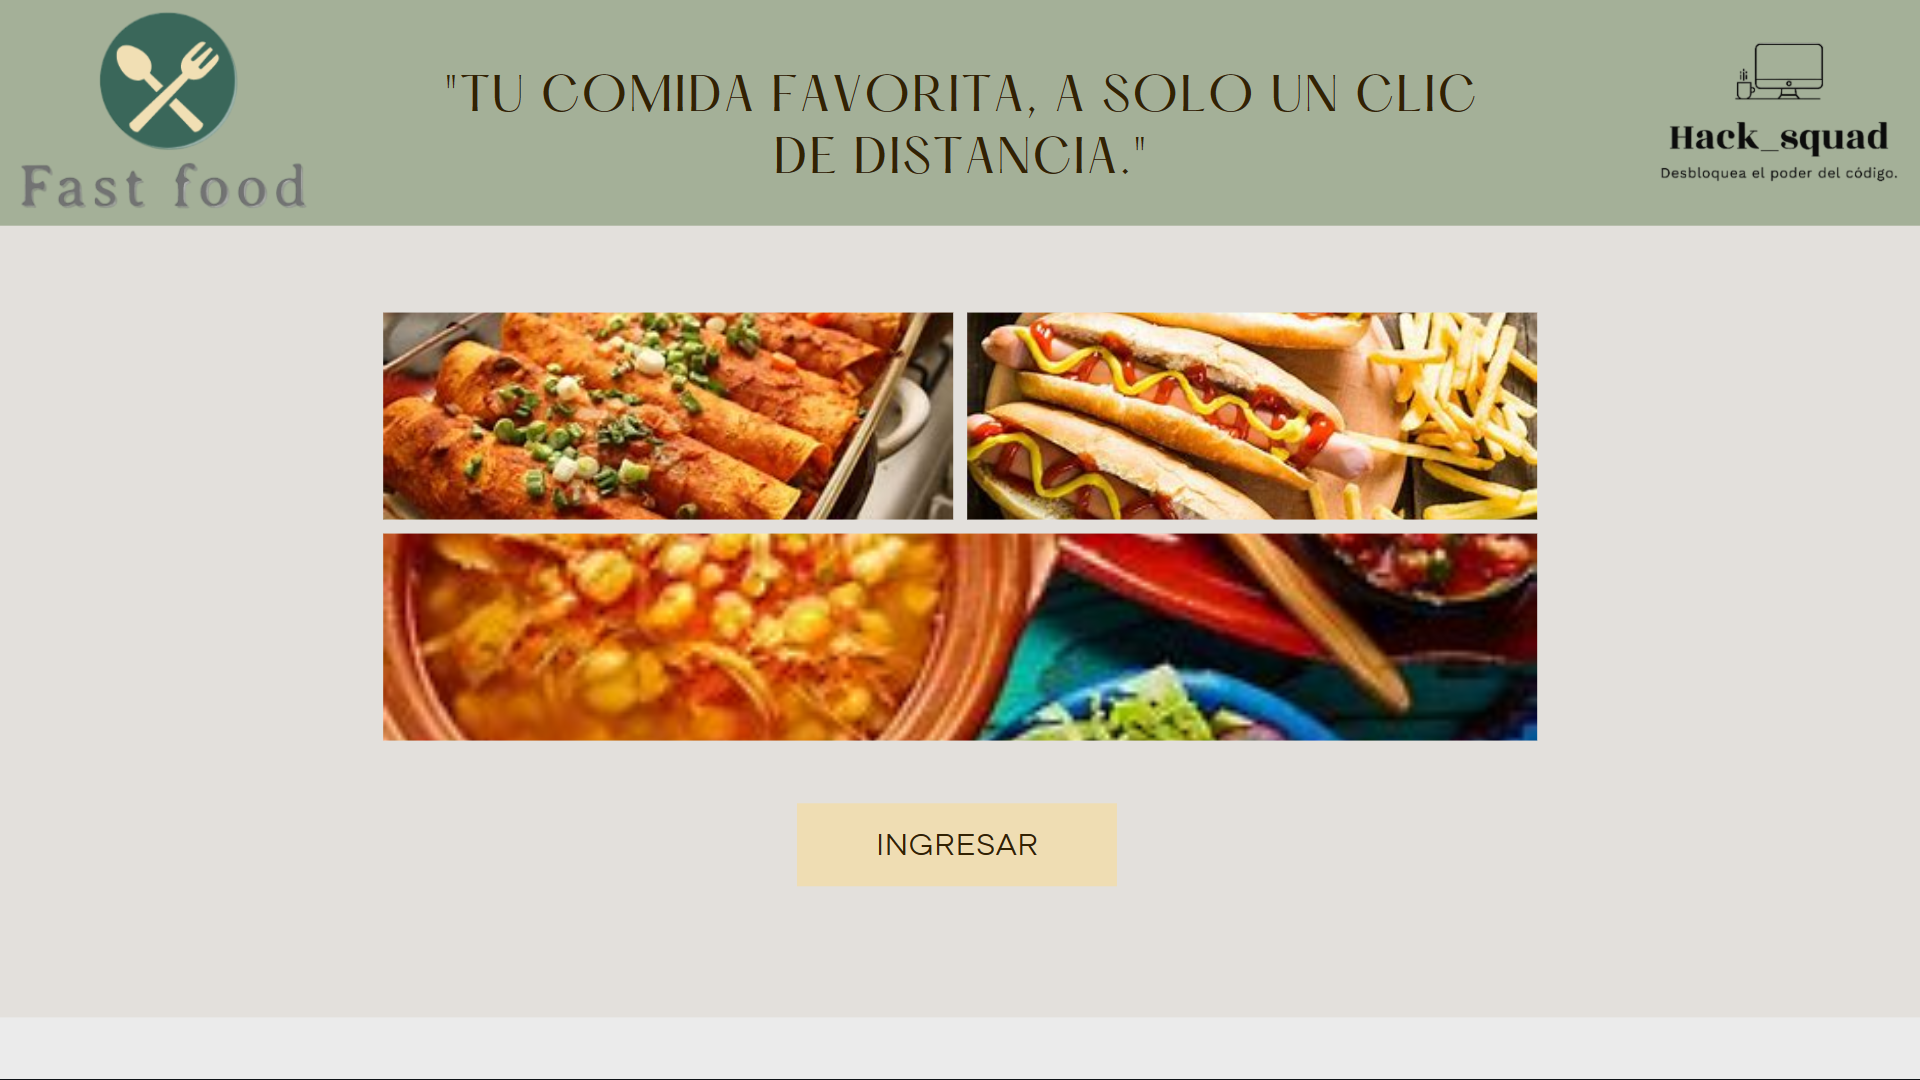 Fast food
"TU COMIDA FAVORITA, A SOLO UN CLIC
DE DISTANCIA."
Hack_squad
Desbloquea el poder del código.
INGRESAR